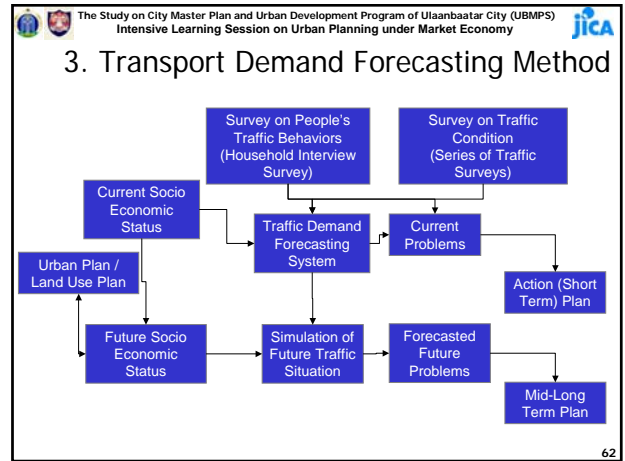 The Study on City Master Plan and Urban Development Program of Ulaanbaatar City (UBMPS)
Intensive Learning Session on Urban Planning under Market Economy
jica
3. Transport Demand Forecasting Method
Survey on People's
Traffic Behaviors
(Household Interview
Survey)
Survey on Traffic
Condition
(Series of Traffic
Surveys)
Current Socio
Economic
Status
Traffic Demand
Forecasting
System
Current
Problems
Urban Plan /
Land Use Plan
Action (Short
Term) Plan
Future Socio
Economic
Status
Simulation of
Future Traffic
Situation
Forecasted
Future
Problems
Mid-Long
Term Plan
62